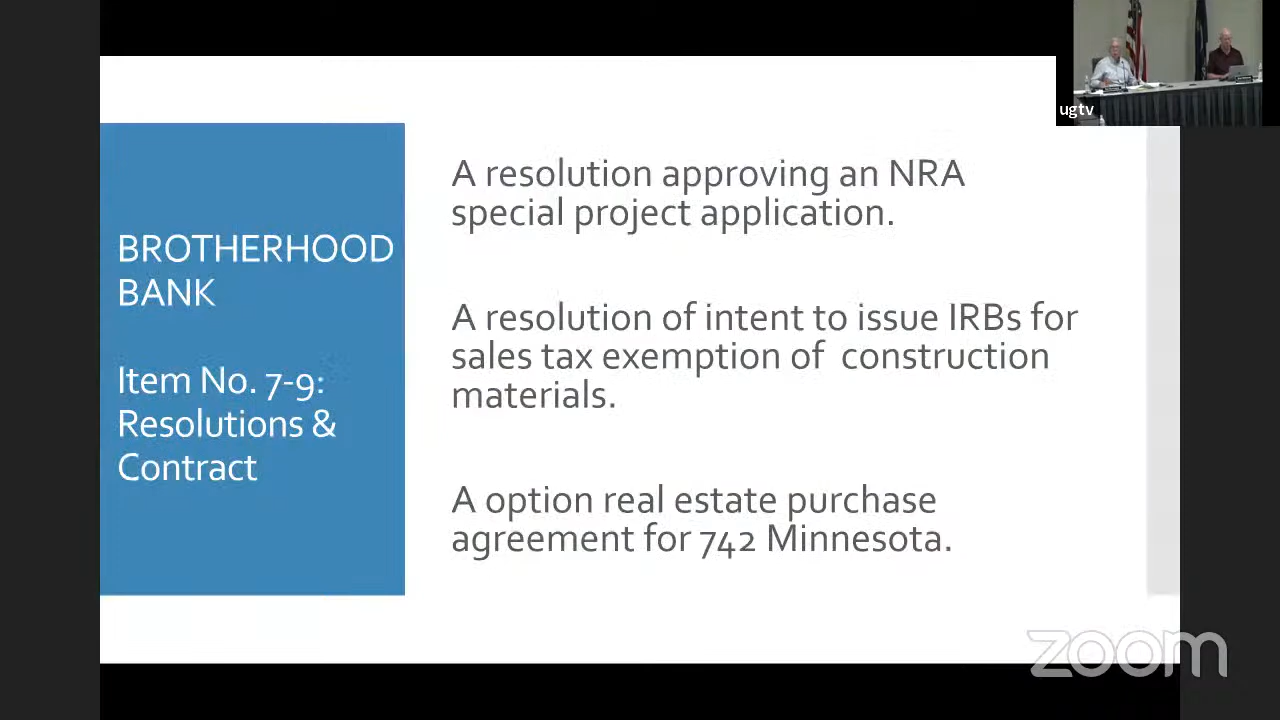 ugtv
BROTHERHOOD
BANK
Item No. 7-9:
Resolutions &
Contract
A resolution approving an NRA
special project application.
A resolution of intent to issue IRBs for
sales tax exemption of  construction
materials.
A option real estate purchase
agreement for 742 Minnesota.
zoom